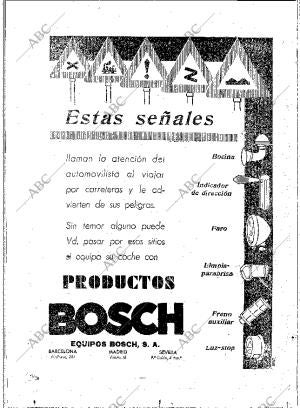 Estas señales
llaman la atención del
automovilista al viajar
por carreteras y le ad-
vierten de sus peligros.
Sin temor alguno puede
Vd. pasar por estos sitios
si equipa su coche con
PRODUCTOS
BOSCH
EQUIPOS BOSCH, S. A.
BARCELONA MADRID SEVILLA
Bocina
Indicador
de dirección
Faro
Limpia-
parabrisa
Freno
auxiliar
Luz-stop
ABC